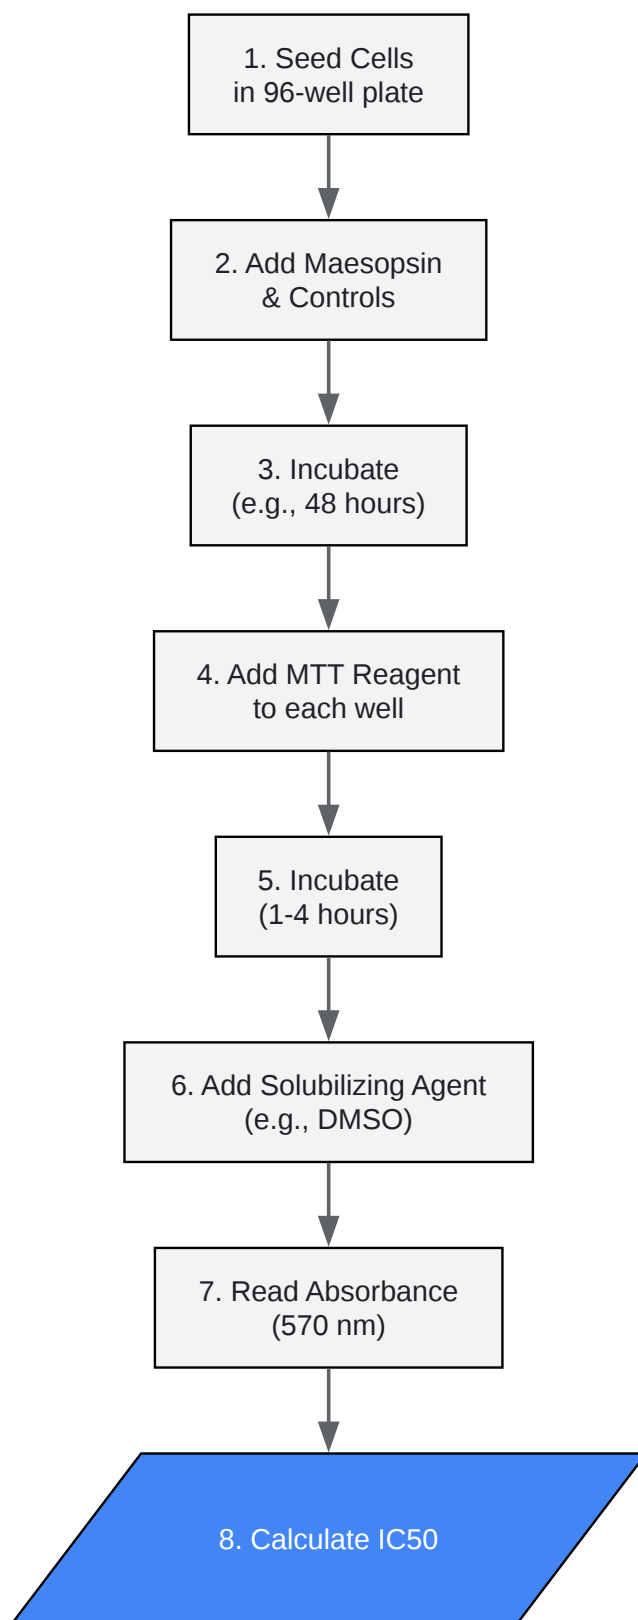 1. Seed Cells
in 96-well plate
2. Add Maesopsin
& Controls
3. Incubate
(e.g., 48 hours)
4. Add MTT Reagent
to each well
5. Incubate
(1-4 hours)
6. Add Solubilizing Agent
(e.g., DMSO)
7. Read Absorbance
(570 nm)
8. Calculate IC50